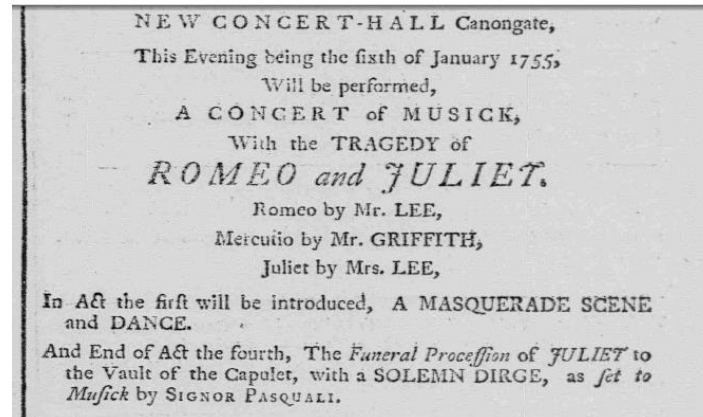 NEW CONCERT-HALL Canongate,
This Evening being the ſixth of January 1755,
Will be performed,
A CONCERT of MUSICK,
With the TRAGEDY of
ROMEO and JULIET.
Romeo by Mr. LEE,
Mercutio by Mr. GRIFFITH,
Juliet by Mrs. LEE,
In Act the firſt will be introduced, A MASQUERADE SCENE
and DANCE.
And End of Act the fourth, The Funeral Proceſſion of JULIET to
the Vault of the Capulet, with a SOLEMN DIRGE, as ſet to
Muſick by SIGNOR PASQUALI.